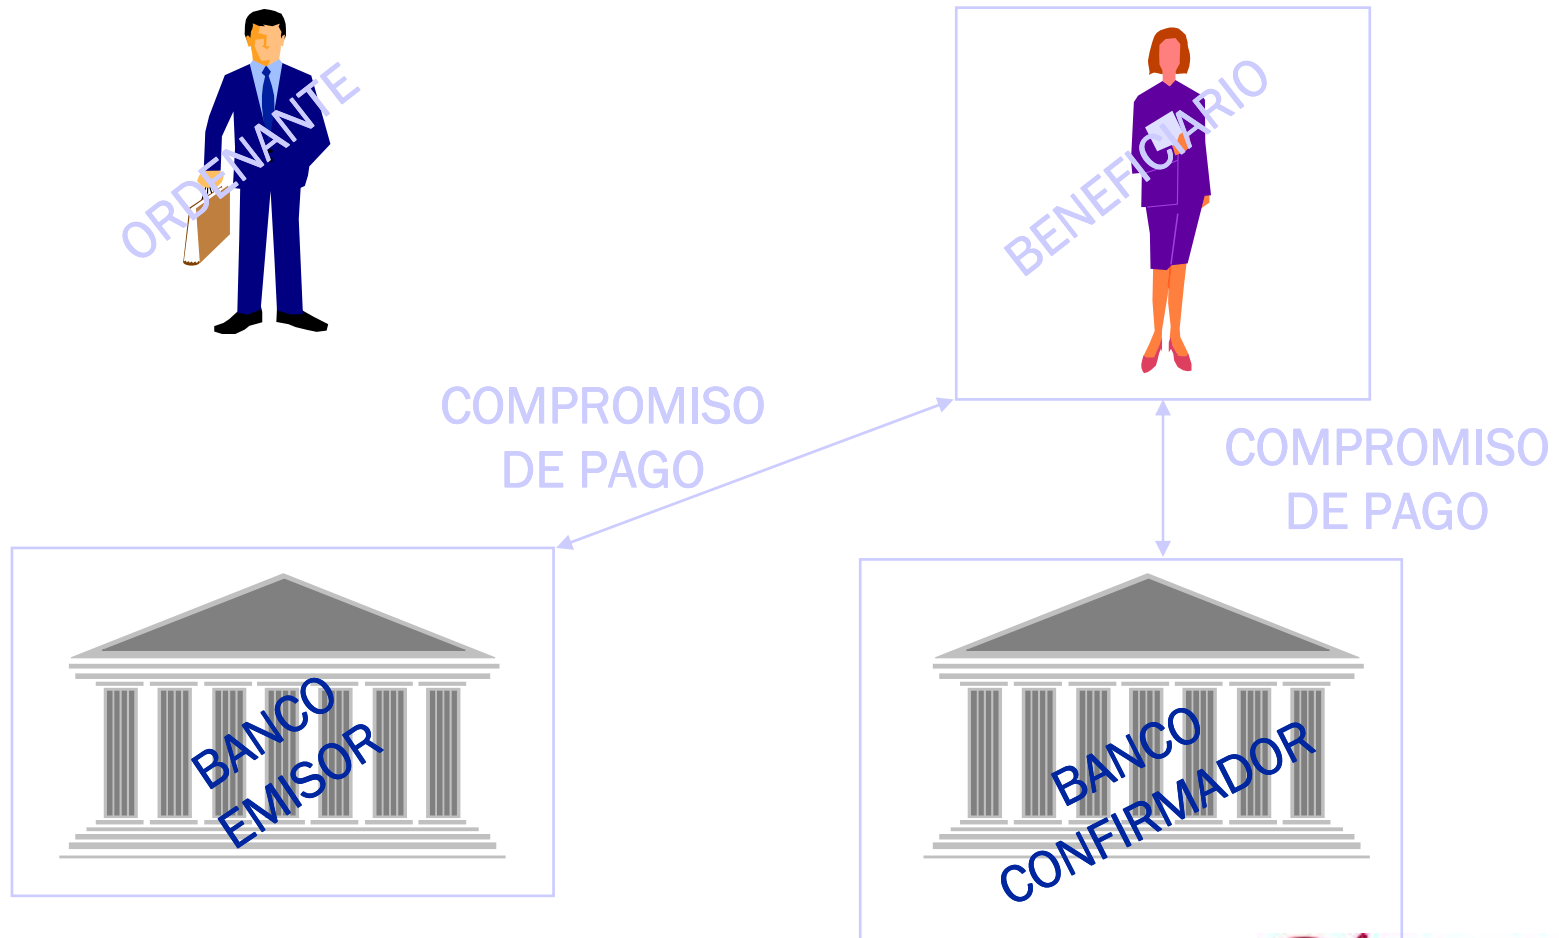 ORDENANTE
BENEFICIARIO
COMPROMISO
DE PAGO
COMPROMISO
DE PAGO
BANCO
EMISOR
BANCO
CONFIRMADOR